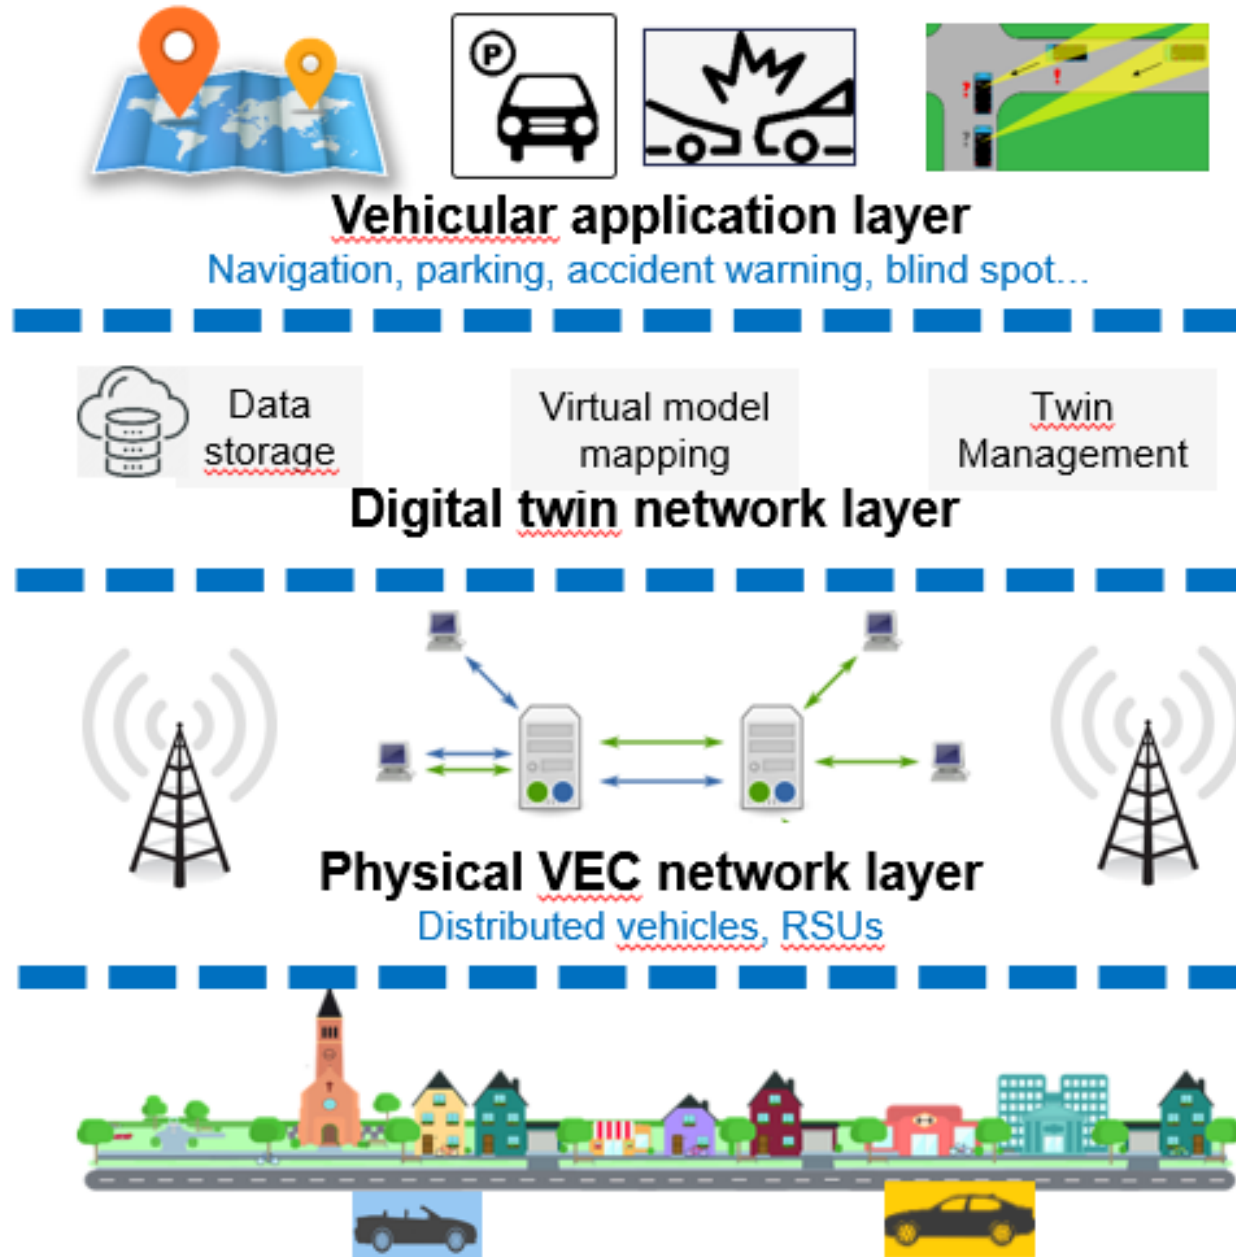 P
Vehicular application layer
Navigation, parking, accident warning, blind spot...
Data
storage
Virtual model
mapping
Twin
Management
Digital twin network layer
Physical VEC network layer
Distributed vehicles, RSUs